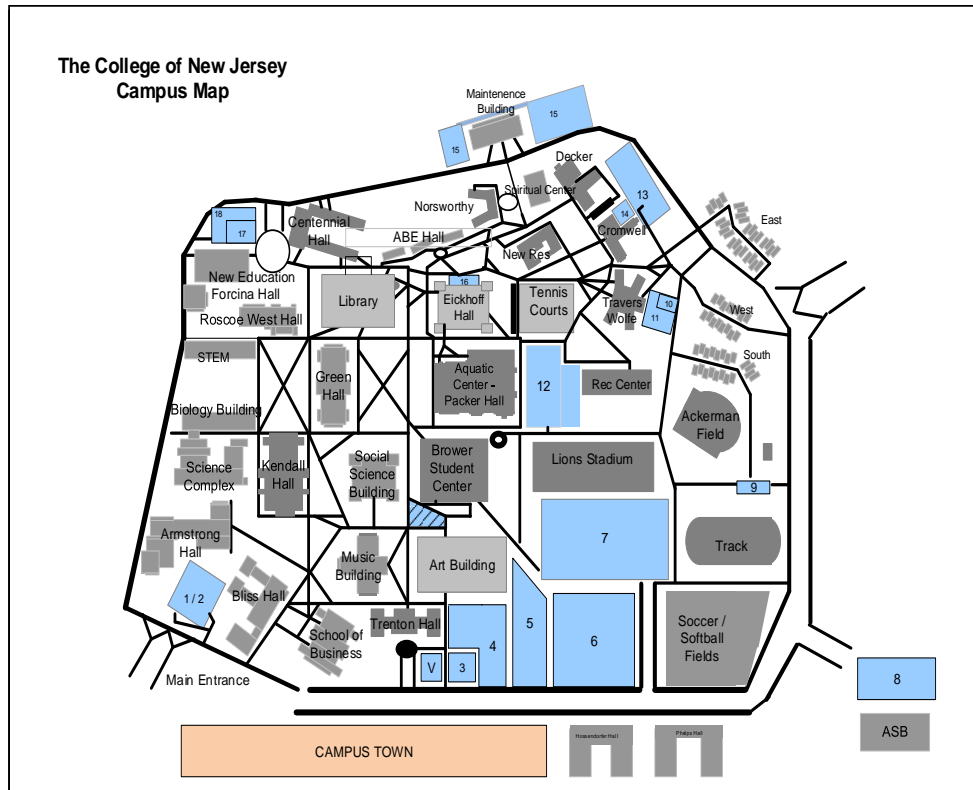 The College of New Jersey
Campus Map
Maintenence
Building
15
15
Decker
13
Spiritual Center
14
Norsworthy
Cromwell
East
18
17
Centennial
Hall
ABE Hall
New Res
New Education
Forcina Hall
Library
16
Eickhoff
Hall
Tennis
Courts
Travers
Wolfe
10
11
West
Roscoe West Hall
STEM
Green
Hall
Aquatic
Center -
Packer Hall
12
Rec Center
South
Biology Building
Ackerman
Field
Science
Complex
Kendall
Hall
Social
Science
Building
Brower
Student
Center
Lions Stadium
9
Armstrong
Hall
Music
Building
Art Building
7
Track
1 / 2
Bliss Hall
School of
Business
Trenton Hall
4
5
6
Soccer /
Softball
Fields
V
3
Main Entrance
8
CAMPUS TOWN
Phelps Hall
ASB